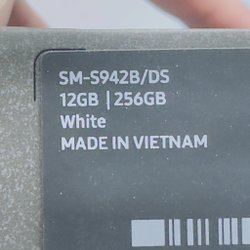 SM-S942B/DS
12GB | 256GB
White
MADE IN VIETNAM